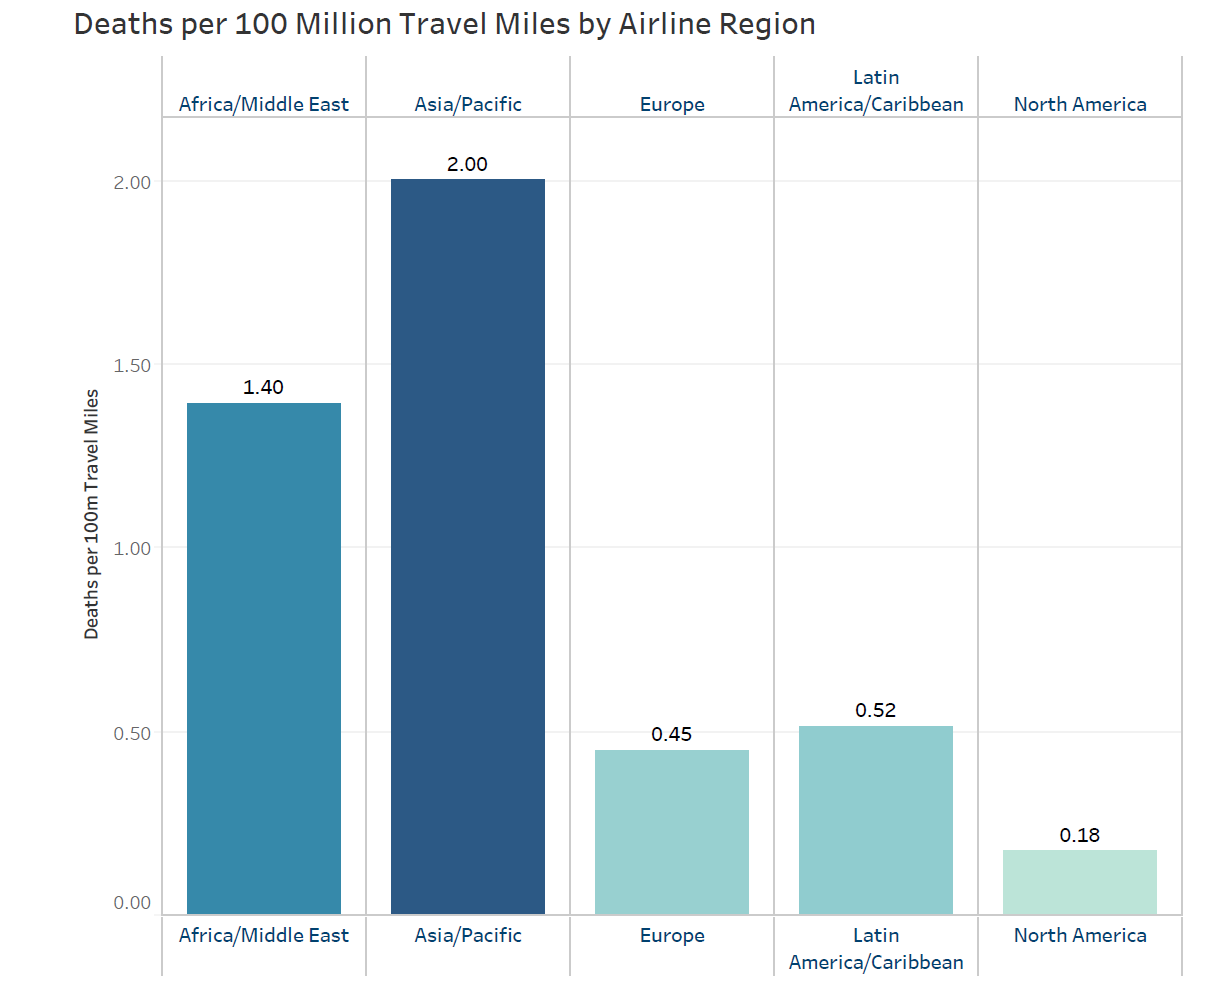 Deaths per 100 Million Travel Miles by Airline Region
Africa/Middle East
Asia/Pacific
Europe
Latin
America/Caribbean
North America
Deaths per 100m Travel Miles
2.00
1.50
1.00
0.50
0.00
1.40
2.00
0.45
0.52
0.18
Africa/Middle East
Asia/Pacific
Europe
Latin
America/Caribbean
North America